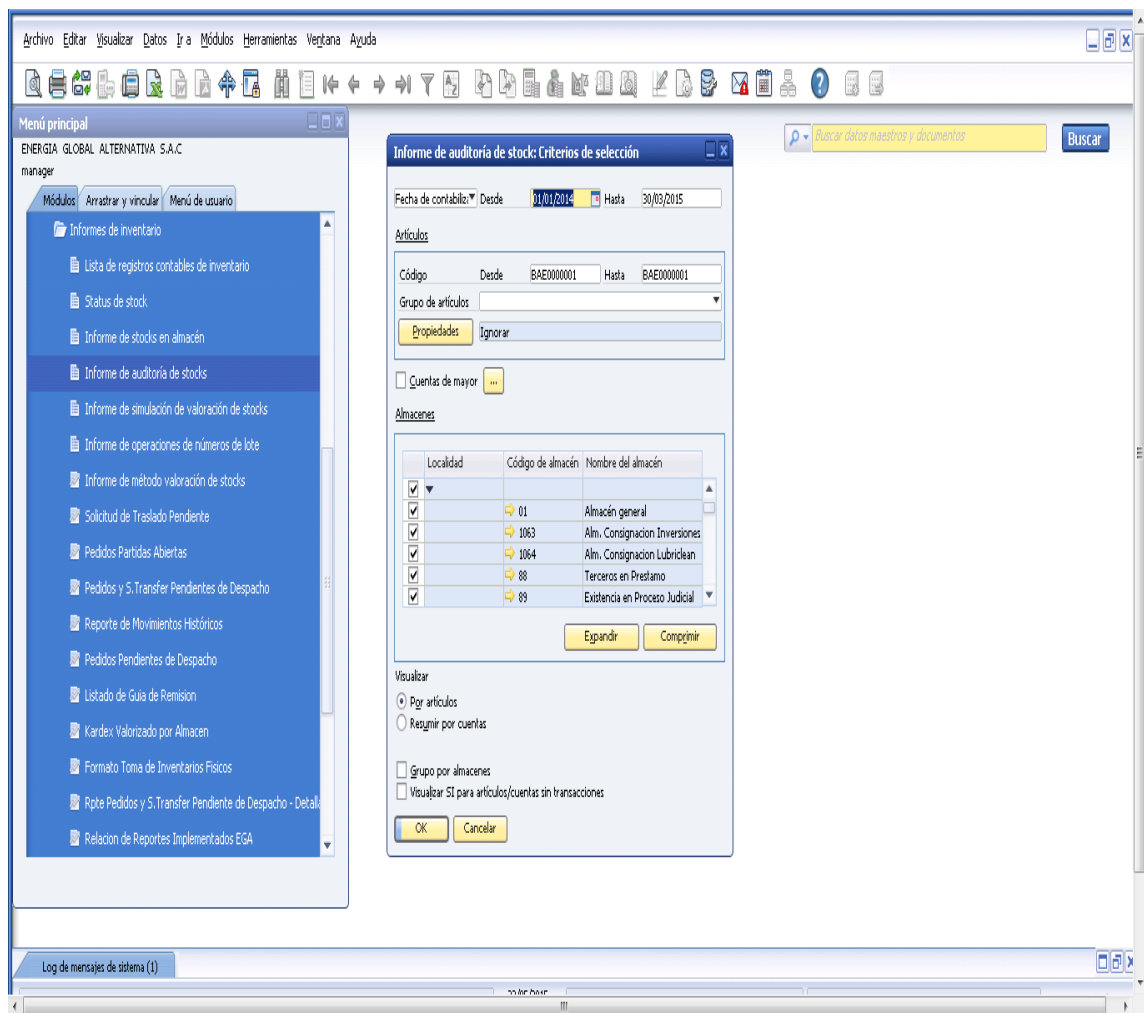 Archivo Editar Visualizar Datos Ir a Módulos Herramientas Ventana Ayuda
Menú principal
ENERGIA GLOBAL ALTERNATIVA S.A.C
manager
Módulos Arrastrar y vincular Menú de usuario
Informes de inventario
Lista de registros contables de inventario
Status de stock
Informe de stocks en almacén
Informe de auditoría de stocks
Informe de simulación de valoración de stocks
Informe de operaciones de números de lote
Informe de método valoración de stocks
Solicitud de Traslado Pendiente
Pedidos Partidas Abiertas
Pedidos y S.Transfer Pendientes de Despacho
Reporte de Movimientos Históricos
Pedidos Pendientes de Despacho
Listado de Guia de Remision
Kardex Valorizado por Almacen
Formato Toma de Inventarios Fisicos
Rpte Pedidos y S.Transfer Pendiente de Despacho - Detalla
Relacion de Reportes Implementados EGA
Buscar datos maestros y documentos Buscar
Informe de auditoría de stock: Criterios de selección
Fecha de contabiliz: Desde 01/01/2014 Hasta 30/03/2015
Artículos
Código Desde BAE0000001 Hasta BAE0000001
Grupo de artículos
Propiedades Ignorar
Cuentas de mayor ...
Almacenes
Localidad Código de almacén Nombre del almacén
01 Almacén general
1063 Alm. Consignacion Inversiones
1064 Alm. Consignacion Lubriclean
88 Terceros en Prestamo
89 Existencia en Proceso Judicial
Expandir Comprimir
Visualizar
Por artículos
Resumir por cuentas
Grupo por almacenes
Visualizar SI para artículos/cuentas sin transacciones
OK Cancelar
Log de mensajes de sistema (1)